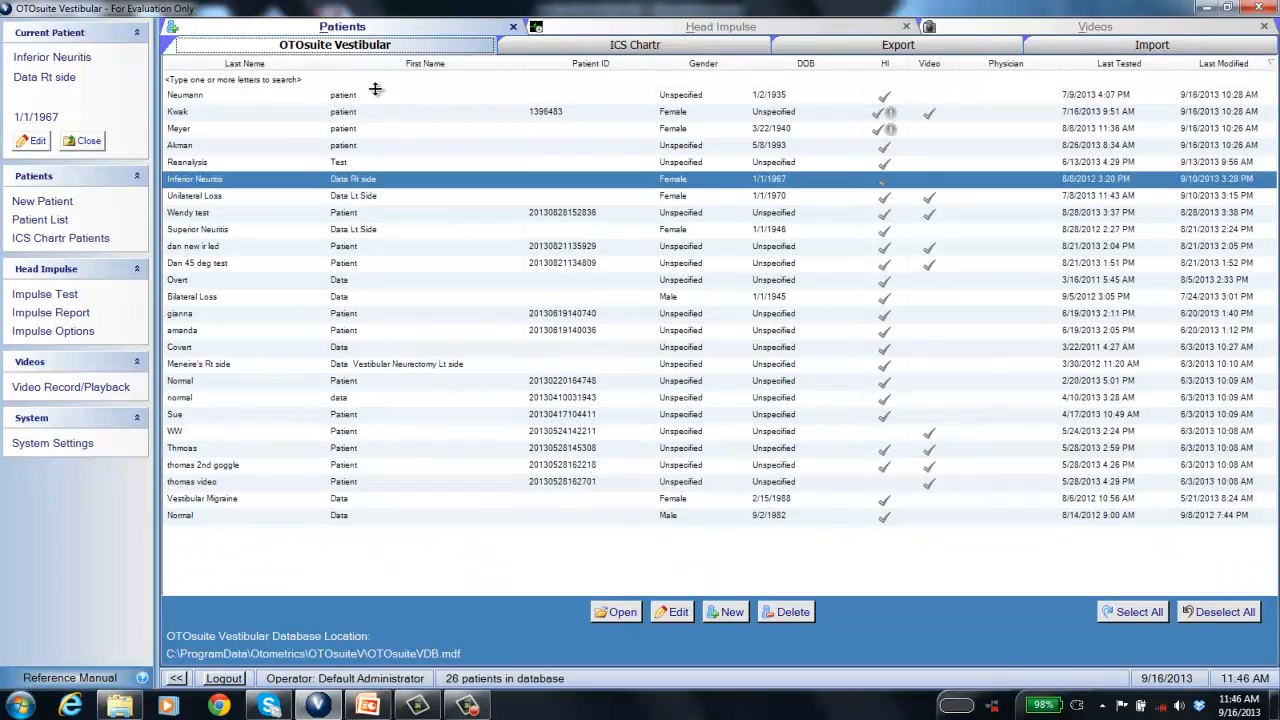 OTOsuite Vestibular - For Evaluation Only
Current Patient
Inferior Neuritis
Data Rt side
1/1/1967
Edit Close
Patients
New Patient
Patient List
ICS Chartr Patients
Head Impulse
Impulse Test
Impulse Report
Impulse Options
Videos
Video Record/Playback
System
System Settings
Reference Manual
Patients Head Impulse Videos
OTOsuite Vestibular ICS Chartr Export Import
Last Name First Name Patient ID Gender DOB HI Video Physician Last Tested Last Modified
<Type one or more letters to search>
Neumann patient Unspecified 1/2/1935 7/9/2013 4:07 PM 9/16/2013 10:28 AM
Kwak patient 1396483 Female Unspecified 7/16/2013 9:51 AM 9/16/2013 10:28 AM
Meyer patient Female 3/22/1940 8/8/2013 11:36 AM 9/16/2013 10:26 AM
Akman patient Unspecified 5/8/1993 8/26/2013 8:34 AM 9/16/2013 10:26 AM
Reanalysis Test Unspecified Unspecified 6/13/2013 4:29 PM 9/13/2013 9:56 AM
Inferior Neuritis Data Rt side Female 1/1/1967 8/8/2012 3:20 PM 9/10/2013 3:28 PM
Unilateral Loss Data Lt Side Female 1/1/1970 7/8/2013 11:43 AM 9/10/2013 3:15 PM
Wendy test Patient 20130828152836 Unspecified Unspecified 8/28/2013 3:37 PM 8/28/2013 3:38 PM
Superior Neuritis Data Lt Side Female 1/1/1946 8/28/2012 2:27 PM 8/21/2013 2:24 PM
dan new ir led Patient 20130821135929 Unspecified Unspecified 8/21/2013 2:04 PM 8/21/2013 2:05 PM
Dan 45 deg test Patient 20130821134809 Unspecified Unspecified 8/21/2013 1:51 PM 8/21/2013 1:52 PM
Overt Data Unspecified Unspecified 3/16/2011 5:45 AM 8/5/2013 2:33 PM
Bilateral Loss Data Male 1/1/1945 9/5/2012 3:05 PM 7/24/2013 3:01 PM
gianna Patient 20130619140740 Unspecified Unspecified 6/19/2013 2:11 PM 6/20/2013 1:40 PM
amanda Patient 20130619140036 Unspecified Unspecified 6/19/2013 2:05 PM 6/20/2013 1:12 PM
Covert Data Unspecified Unspecified 3/22/2011 4:27 AM 6/3/2013 10:27 AM
Meneire's Rt side Data Vestibular Neurectomy Lt side Unspecified Unspecified 3/30/2012 11:20 AM 6/3/2013 10:10 AM
Normal Patient 20130220164748 Unspecified Unspecified 2/20/2013 5:01 PM 6/3/2013 10:09 AM
normal data 20130410031943 Unspecified Unspecified 4/10/2013 3:28 AM 6/3/2013 10:09 AM
Sue Patient 20130417104411 Unspecified Unspecified 4/17/2013 10:49 AM 6/3/2013 10:09 AM
WW Patient 20130524142211 Unspecified Unspecified 5/24/2013 2:24 PM 6/3/2013 10:08 AM
Thmoas Patient 20130528145308 Unspecified Unspecified 5/28/2013 2:59 PM 6/3/2013 10:08 AM
thomas 2nd goggle Patient 20130528162218 Unspecified Unspecified 5/28/2013 4:26 PM 6/3/2013 10:08 AM
thomas video Patient 20130528162701 Unspecified Unspecified 5/28/2013 4:29 PM 6/3/2013 10:08 AM
Vestibular Migraine Data Female 2/15/1988 8/6/2012 10:56 AM 5/21/2013 8:24 AM
Normal Data Male 9/2/1982 8/14/2012 9:00 AM 9/8/2012 7:44 PM
Open Edit New Delete Select All Deselect All
OTOsuite Vestibular Database Location:
C:\ProgramData\Otometrics\OTOsuiteV\OTOsuiteVDB.mdf
<< Logout Operator: Default Administrator 26 patients in database 9/16/2013 11:46 AM
98% 11:46 AM
9/16/2013